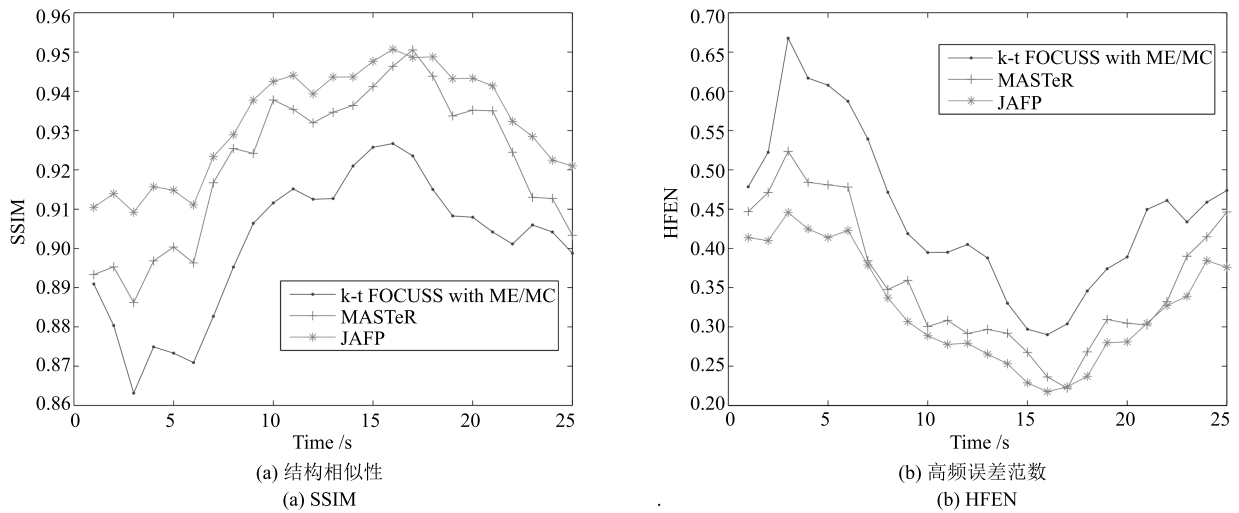 0.96
0.95
0.94
0.93
0.92
0.91
0.90
0.89
0.88
0.87
0.86
SSIM
k-t FOCUSS with ME/MC
MASTeR
JAFP
0 5 10 15 20 25
Time /s
(a) 结构相似性
(a) SSIM
0.70
0.65
0.60
0.55
0.50
0.45
0.40
0.35
0.30
0.25
0.20
HFEN
k-t FOCUSS with ME/MC
MASTeR
JAFP
0 5 10 15 20 25
Time /s
(b) 高频误差范数
(b) HFEN